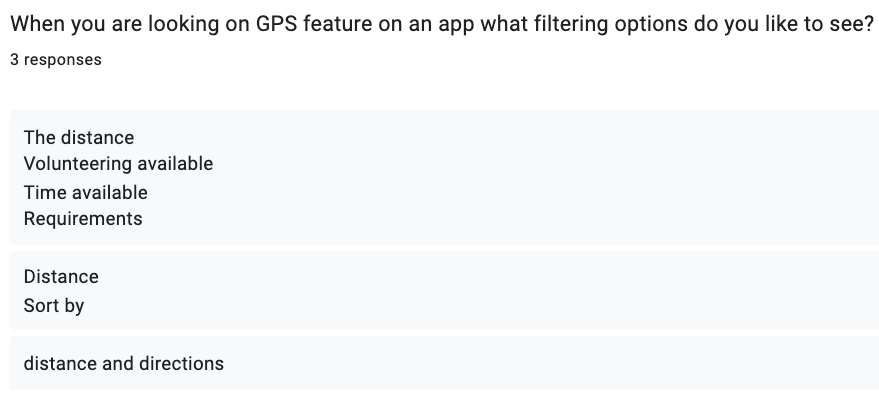 When you are looking on GPS feature on an app what filtering options do you like to see?
3 responses
The distance
Volunteering available
Time available
Requirements
Distance
Sort by
distance and directions